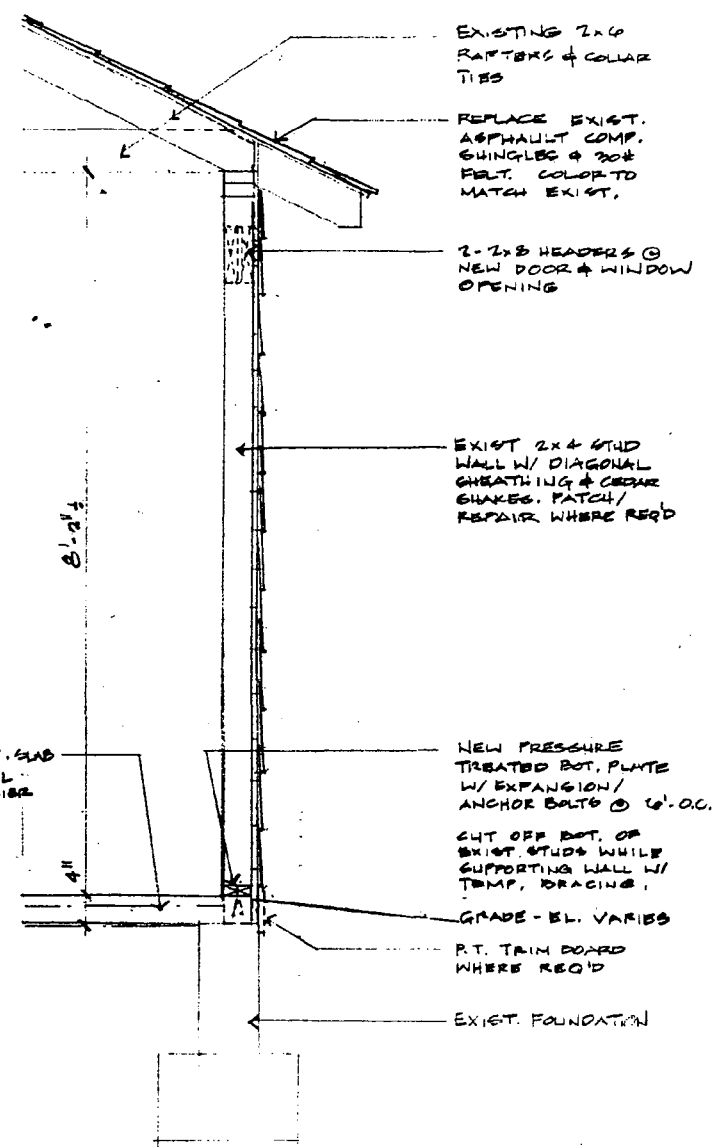 EXISTING 2x6
RAFTERS & COLLAR
TIES
REPLACE EXIST.
ASPHAULT COMP.
SHINGLES & 30#
FELT. COLOR TO
MATCH EXIST.
2-2x8 HEADERS @
NEW DOOR & WINDOW
OPENING
EXIST 2x4 STUD
WALL W/ DIAGONAL
SHEATHING & CEDAR
SHAKES. PATCH/
REPAIR WHERE REQ'D
8'-2"±
. SLAB
L
IER
4"
NEW PRESSURE
TREATED BOT. PLATE
W/ EXPANSION/
ANCHOR BOLTS @ 6'-O.C.
CUT OFF BOT. OF
EXIST. STUDS WHILE
SUPPORTING WALL W/
TEMP. BRACING.
GRADE - EL. VARIES
P.T. TRIM BOARD
WHERE REQ'D
EXIST. FOUNDATION